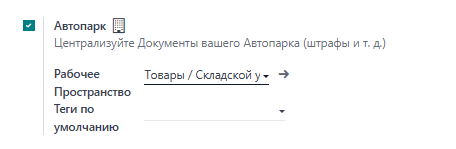 Автопарк
Централизуйте Документы вашего Автопарка (штрафы и т. д.)
Рабочее Товары / Складской у
Пространство
Теги по
умолчанию